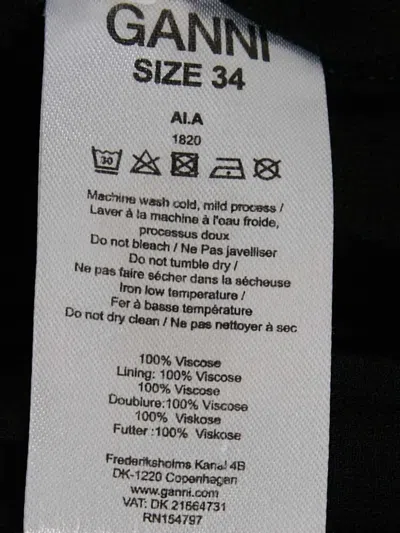 GANNI
SIZE 34
AI.A
1820
30
Machine wash cold, mild process /
Laver à la machine à l'eau froide,
processus doux
Do not bleach / Ne Pas javelliser
Do not tumble dry /
Ne pas faire sécher dans la sécheuse
Iron low temperature /
Fer à basse température
Do not dry clean / Ne pas nettoyer à sec
100% Viscose
Lining: 100% Viscose
100% Viscose
Doublure:100% Viscose
100% Viskose
Futter :100% Viskose
Frederiksholms Kanal 4B
DK-1220 Copenhagen
www.ganni.com
VAT: DK 21664731
RN154797